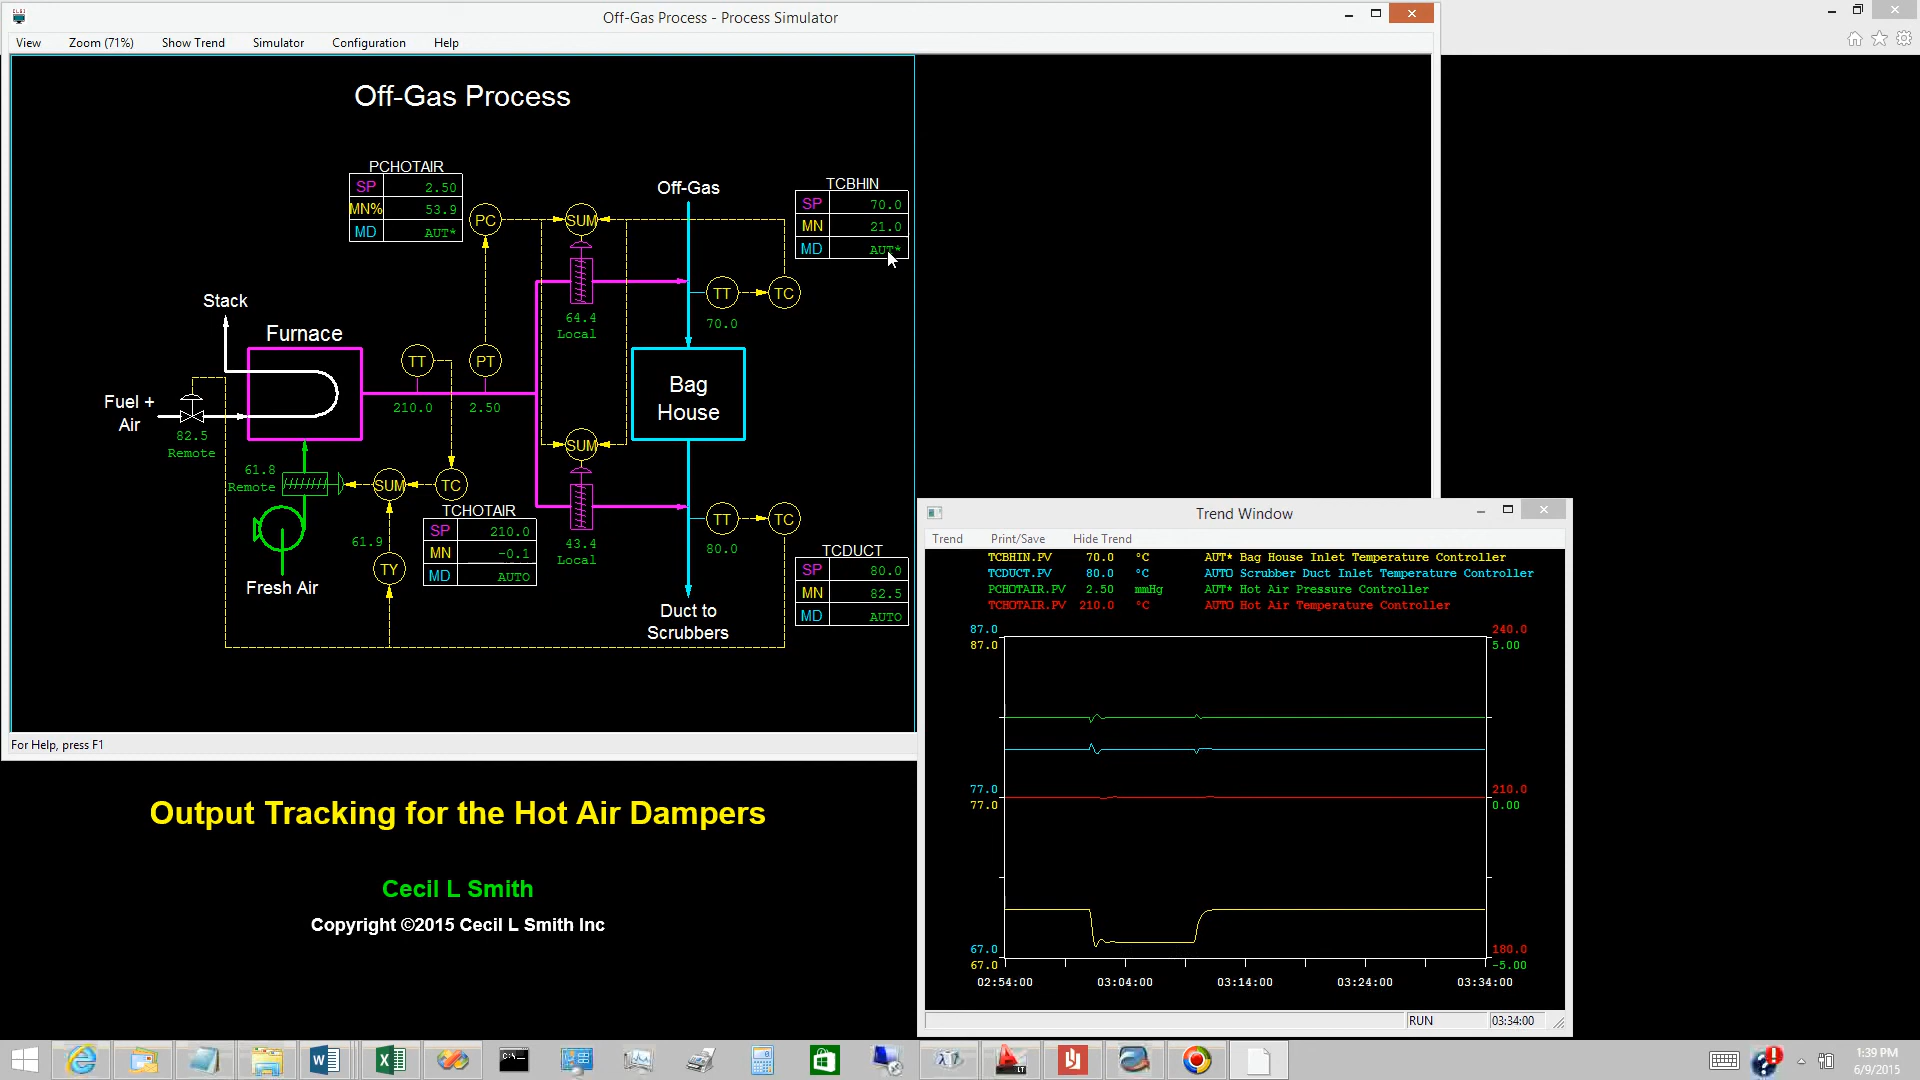 Off-Gas Process - Process Simulator
View Zoom (71%) Show Trend Simulator Configuration Help
Off-Gas Process
PCHOTAIR
SP 2.50
MN% 53.9
MD AUT*
PC
SUM
Off-Gas
TCBHIN
SP 70.0
MN 21.0
MD AUT*
TT
TC
70.0
64.4
Local
Stack
Furnace
TT
PT
210.0
2.50
Fuel +
Air
82.5
Remote
Bag
House
SUM
61.8
Remote
SUM
TC
TCHOTAIR
SP 210.0
MN -0.1
MD AUTO
61.9
TY
Fresh Air
43.4
Local
TT
TC
80.0
TCDUCT
SP 80.0
MN 82.5
MD AUTO
Duct to
Scrubbers
For Help, press F1
Output Tracking for the Hot Air Dampers
Cecil L Smith
Copyright ©2015 Cecil L Smith Inc
Trend Window
Trend Print/Save Hide Trend
TCBHIN.PV 70.0 °C AUT* Bag House Inlet Temperature Controller
TCDUCT.PV 80.0 °C AUTO Scrubber Duct Inlet Temperature Controller
PCHOTAIR.PV 2.50 mmHg AUT* Hot Air Pressure Controller
TCHOTAIR.PV 210.0 °C AUTO Hot Air Temperature Controller
87.0 240.0
87.0 5.00
77.0 210.0
77.0 0.00
67.0 180.0
67.0 -5.00
02:54:00 03:04:00 03:14:00 03:24:00 03:34:00
RUN 03:34:00
1:39 PM
6/9/2015